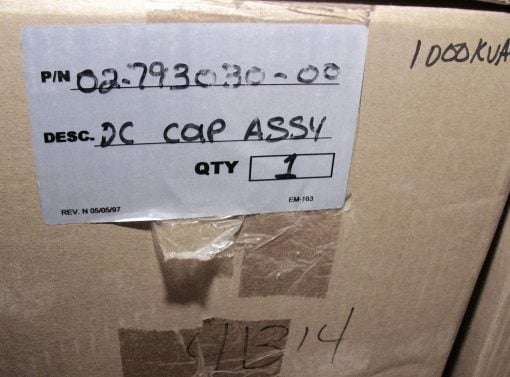 P/N 02-793030-00
1000KVA
DESC. DC CAP ASSY
QTY 1
REV. N 05/05/97
EM-163